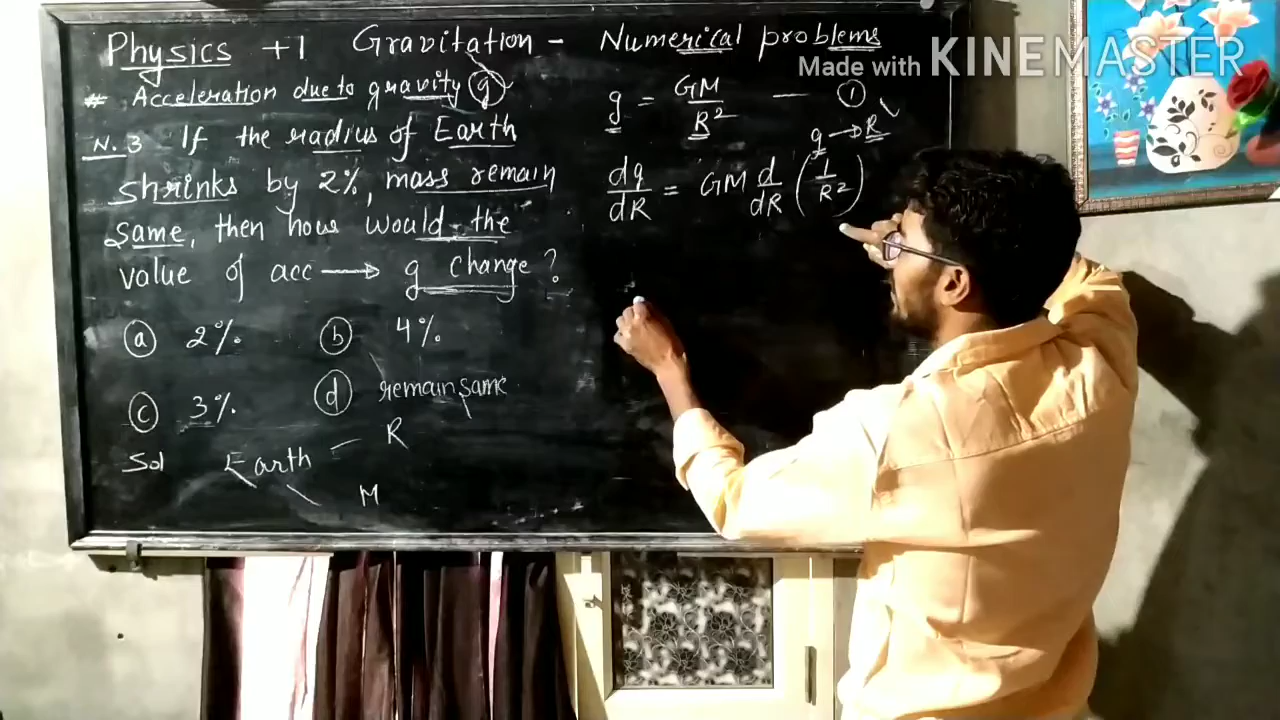 Physics +1 Gravitation - Numerical problems
Made with KINEMASTER
# Acceleration due to gravity (g)
N. 3 If the radius of Earth
shrinks by 2%, mass remain
same, then how would the
value of acc → g change ?
(a) 2%. (b) 4%.
(c) 3%. (d) remain same
Sol Earth — R
M
g = GM/R² — (1)
g → R
dg/dR = GM d/dR (1/R²)